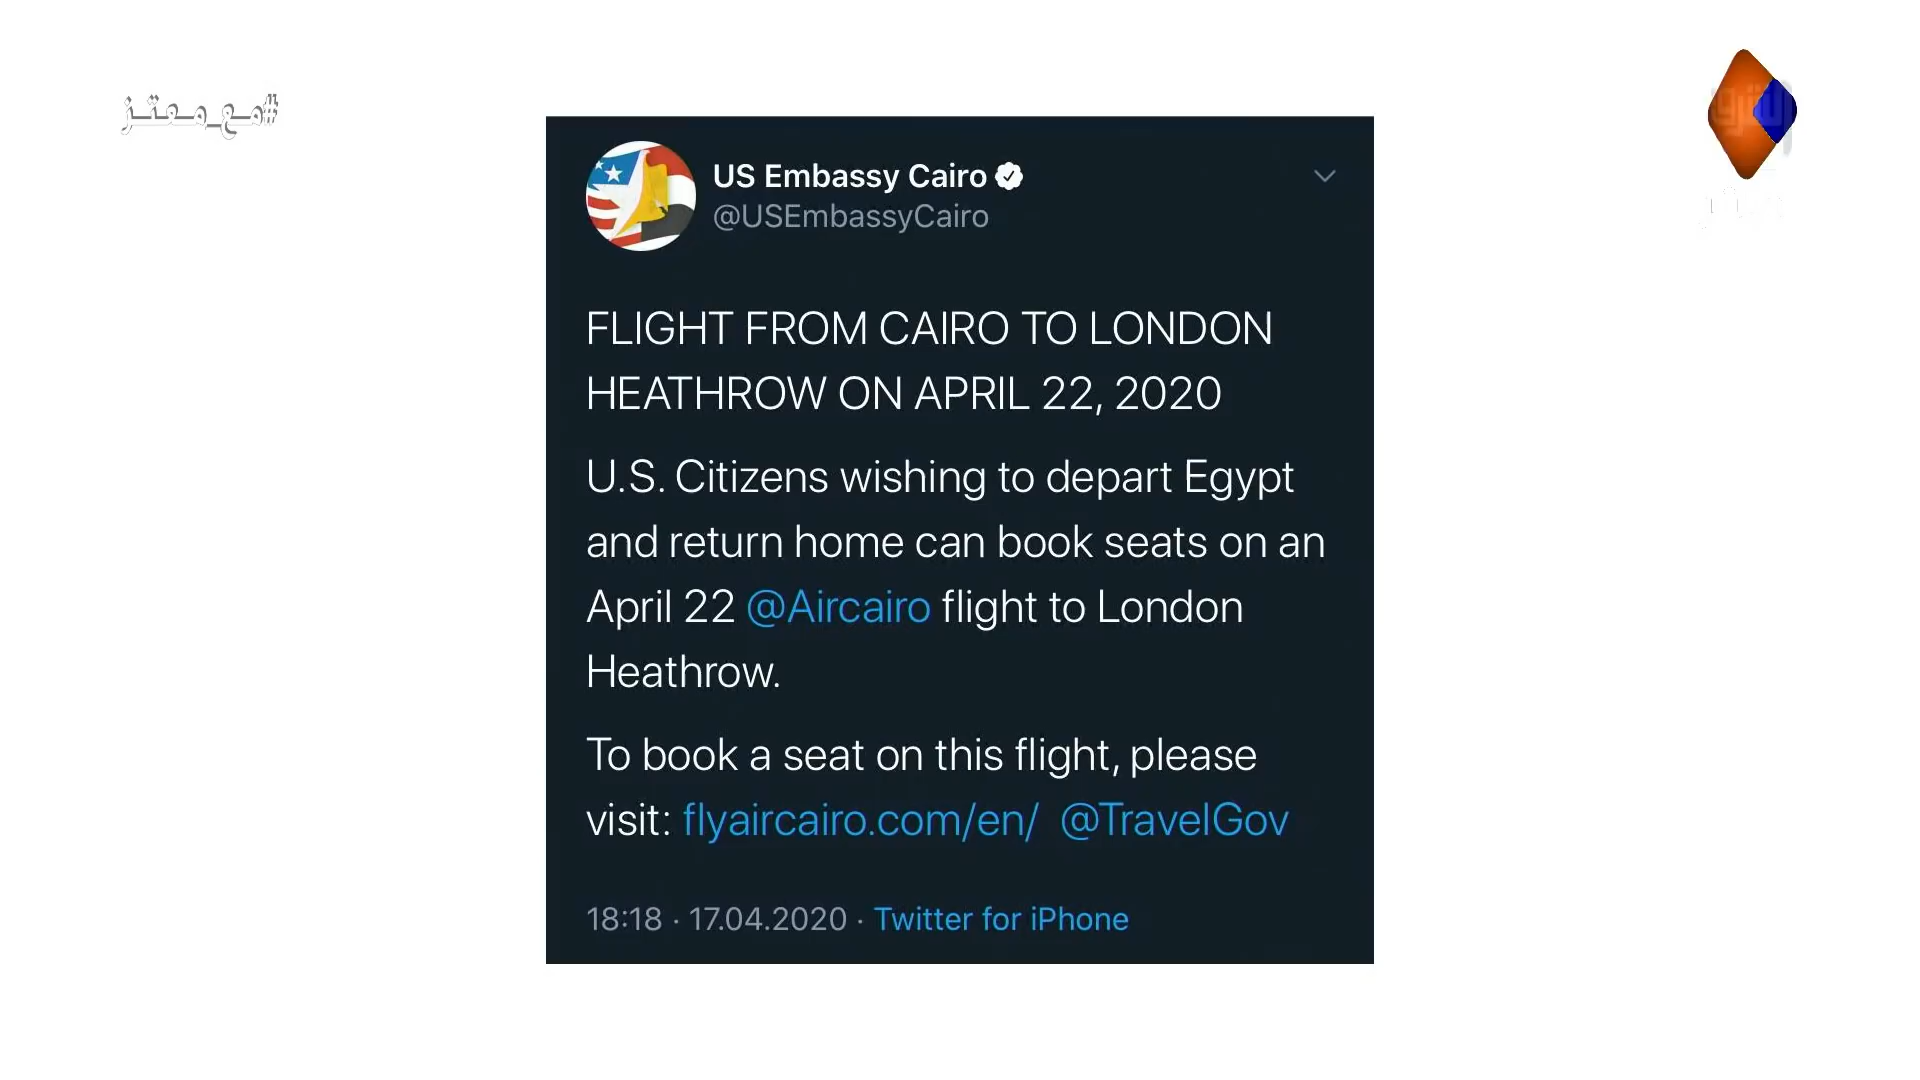 #مع_معتز
الشرق
US Embassy Cairo
@USEmbassyCairo
FLIGHT FROM CAIRO TO LONDON
HEATHROW ON APRIL 22, 2020
U.S. Citizens wishing to depart Egypt
and return home can book seats on an
April 22 @Aircairo flight to London
Heathrow.
To book a seat on this flight, please
visit: flyaircairo.com/en/ @TravelGov
18:18 · 17.04.2020 · Twitter for iPhone